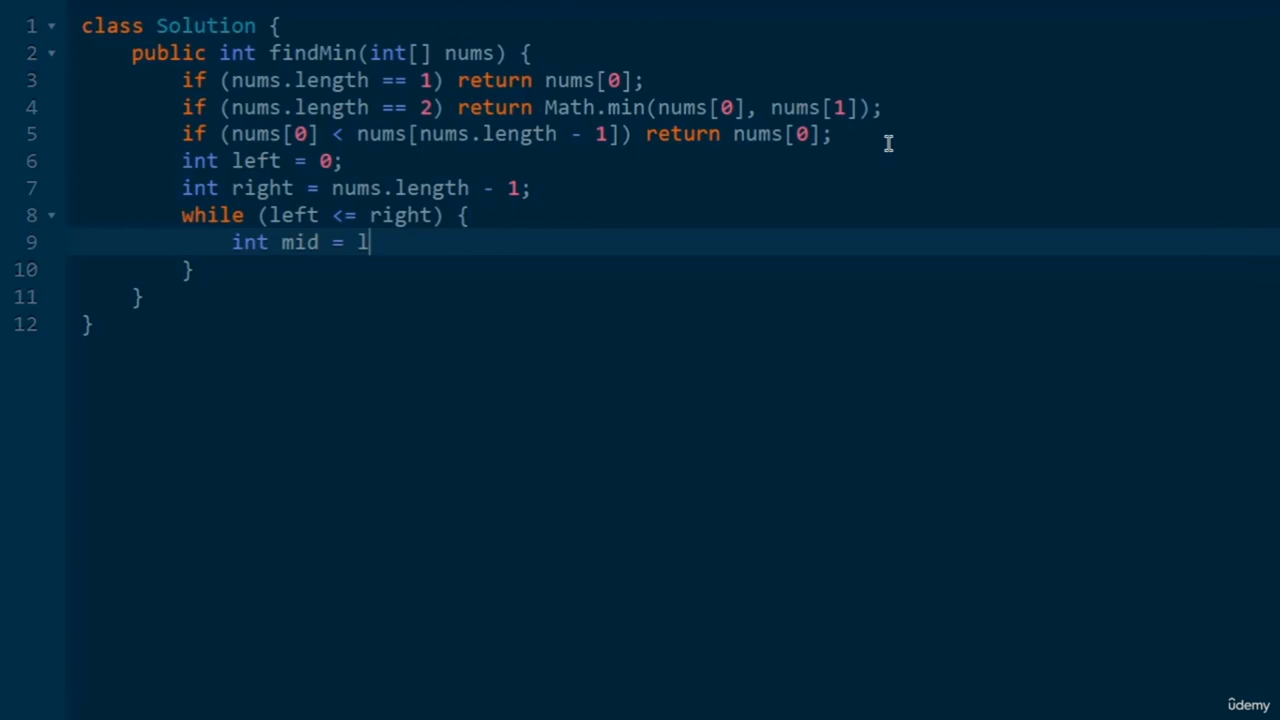 1 class Solution {
2 public int findMin(int[] nums) {
3 if (nums.length == 1) return nums[0];
4 if (nums.length == 2) return Math.min(nums[0], nums[1]);
5 if (nums[0] < nums[nums.length - 1]) return nums[0];
6 int left = 0;
7 int right = nums.length - 1;
8 while (left <= right) {
9 int mid = l
10 }
11 }
12 }
ûdemy